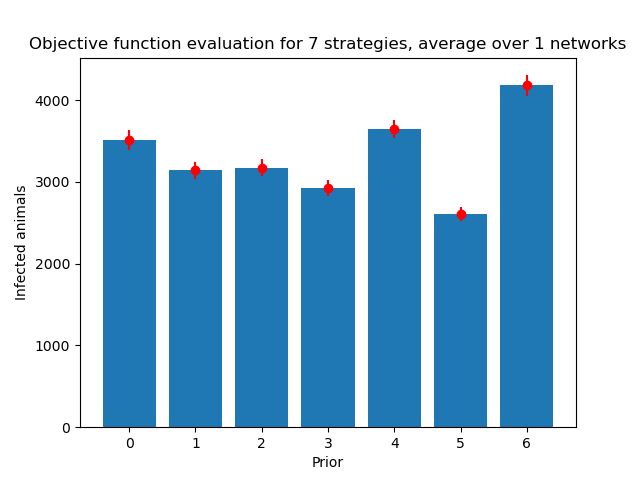 Objective function evaluation for 7 strategies, average over 1 networks
Infected animals
4000
3000
2000
1000
0
0 1 2 3 4 5 6
Prior